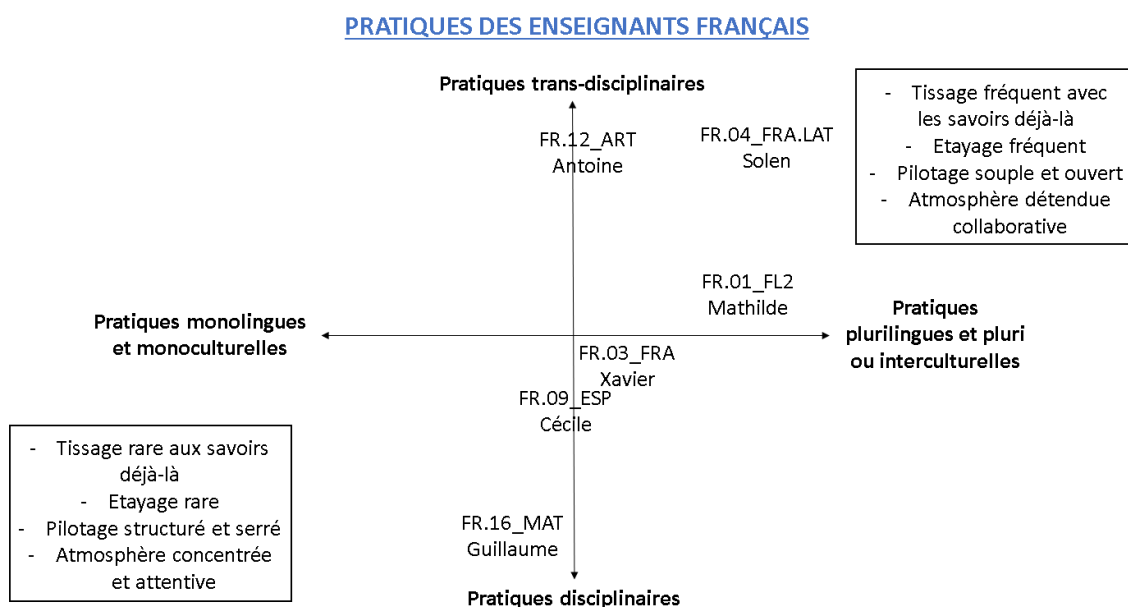 PRATIQUES DES ENSEIGNANTS FRANÇAIS
Pratiques trans-disciplinaires
- Tissage fréquent avec
les savoirs déjà-là
- Etayage fréquent
- Pilotage souple et ouvert
- Atmosphère détendue
collaborative
FR.12_ART
Antoine
FR.04_FRA.LAT
Solen
FR.01_FL2
Mathilde
Pratiques monolingues
et monoculturelles
Pratiques
plurilingues et pluri
ou interculturelles
FR.03_FRA
Xavier
FR.09_ESP
Cécile
- Tissage rare aux savoirs
déjà-là
- Etayage rare
- Pilotage structuré et serré
- Atmosphère concentrée
et attentive
FR.16_MAT
Guillaume
Pratiques disciplinaires